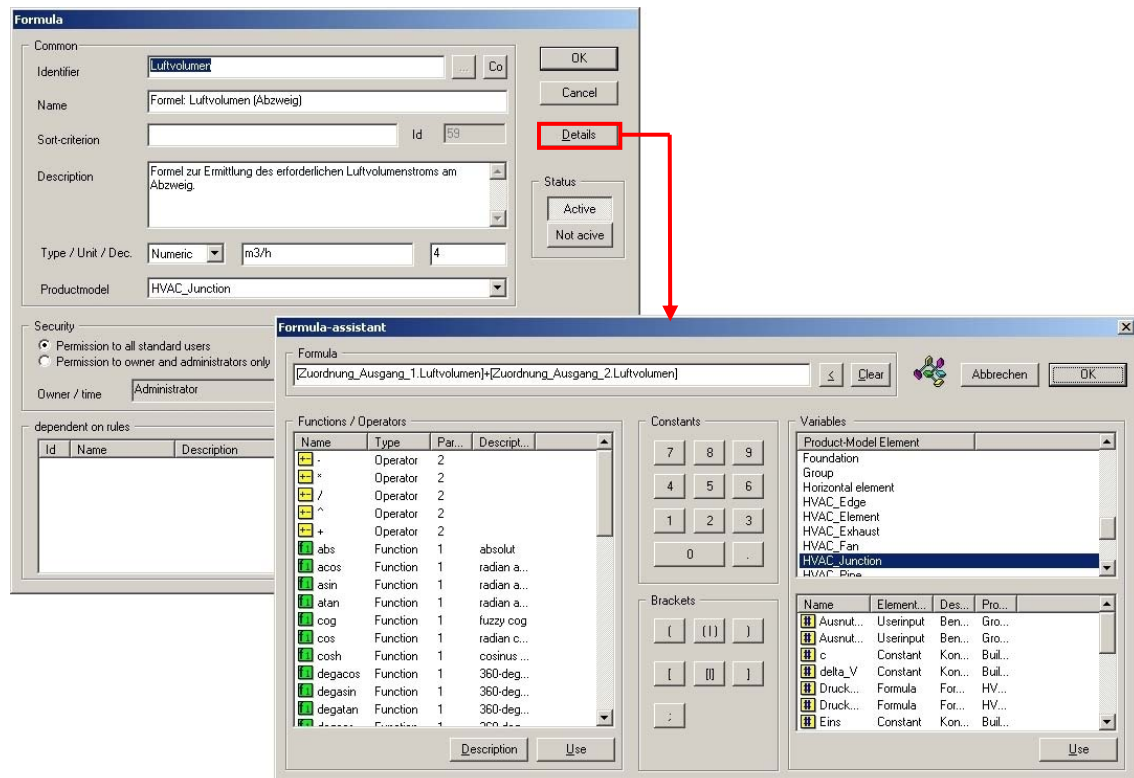 Formula
Common
Identifier
Luftvolumen
...
Co
OK
Name
Formel: Luftvolumen (Abzweig)
Cancel
Sort-criterion
Id
59
Details
Description
Formel zur Ermittlung des erforderlichen Luftvolumenstroms am
Abzweig.
Status
Active
Not acive
Type / Unit / Dec.
Numeric
m3/h
4
Productmodel
HVAC_Junction
Security
Permission to all standard users
Permission to owner and administrators only
Owner / time
Administrator
dependent on rules
Id Name Description
Formula-assistant
Formula
[Zuordnung_Ausgang_1.Luftvolumen]+[Zuordnung_Ausgang_2.Luftvolumen]
<
Clear
Abbrechen
OK
Functions / Operators
Name Type Par... Descript...
- Operator 2
* Operator 2
/ Operator 2
^ Operator 2
+ Operator 2
abs Function 1 absolut
acos Function 1 radian a...
asin Function 1 radian a...
atan Function 1 radian a...
cog Function 1 fuzzy cog
cos Function 1 radian c...
cosh Function 1 cosinus ...
degacos Function 1 360-deg...
degasin Function 1 360-deg...
degatan Function 1 360-deg...
Description
Use
Constants
7 8 9
4 5 6
1 2 3
0 .
Brackets
( (|) )
[ [|] ]
;
Variables
Product-Model Element
Foundation
Group
Horizontal element
HVAC_Edge
HVAC_Element
HVAC_Exhaust
HVAC_Fan
HVAC_Junction
HVAC_Pipe
Name Element... Des... Pro...
Ausnut... Userinput Ben... Gro...
Ausnut... Userinput Ben... Gro...
c Constant Kon... Buil...
delta_V Constant Kon... Buil...
Druck... Formula For... HV...
Druck... Formula For... HV...
Eins Constant Kon... Buil...
Use